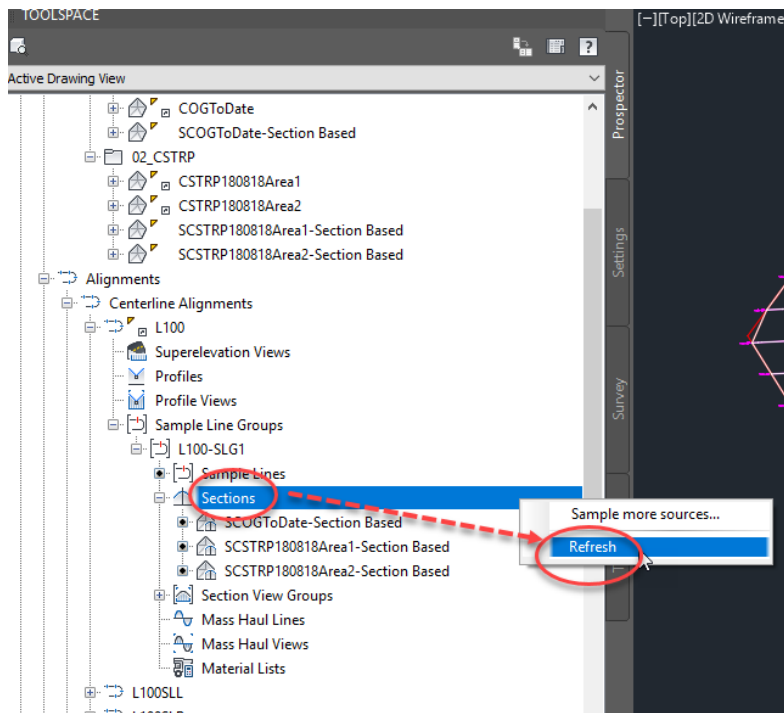 TOOLSPACE
[−][Top][2D Wireframe
Active Drawing View
COGToDate
SCOGToDate-Section Based
02_CSTRP
CSTRP180818Area1
CSTRP180818Area2
SCSTRP180818Area1-Section Based
SCSTRP180818Area2-Section Based
Alignments
Centerline Alignments
L100
Superelevation Views
Profiles
Profile Views
Sample Line Groups
L100-SLG1
Sample Lines
Sections
SCOGToDate-Section Based
SCSTRP180818Area1-Section Based
SCSTRP180818Area2-Section Based
Section View Groups
Mass Haul Lines
Mass Haul Views
Material Lists
L100SLL
Prospector
Settings
Survey
Sample more sources...
Refresh